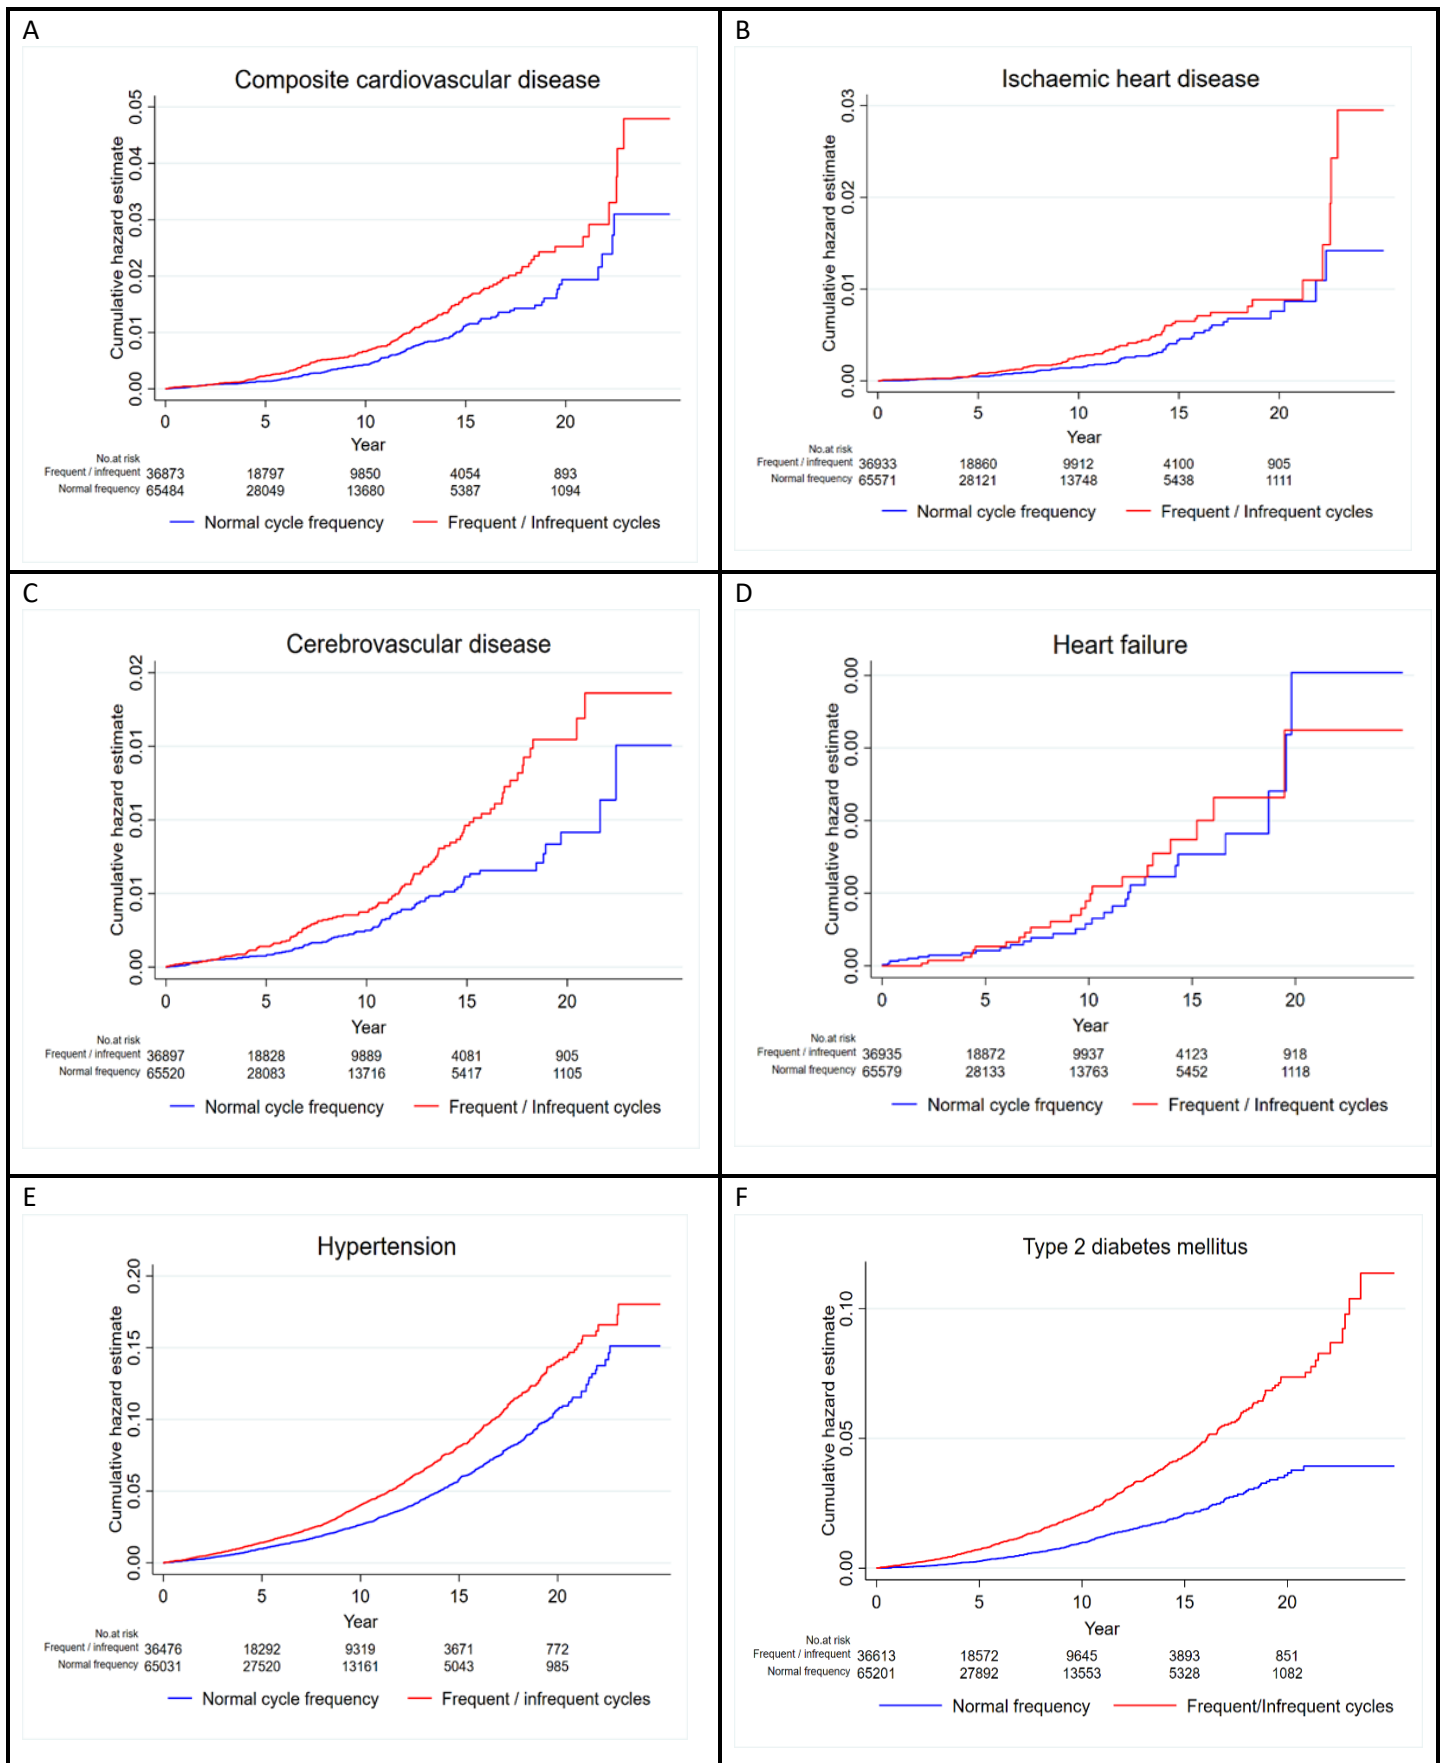 A
Composite cardiovascular disease
Cumulative hazard estimate
0.05
0.04
0.03
0.02
0.01
0.00
0 5 10 15 20
Year
No.at risk
Frequent / infrequent 36873 18797 9850 4054 893
Normal frequency 65484 28049 13680 5387 1094
Normal cycle frequency Frequent / Infrequent cycles
B
Ischaemic heart disease
Cumulative hazard estimate
0.03
0.02
0.01
0.00
0 5 10 15 20
Year
No.at risk
Frequent / infrequent 36933 18860 9912 4100 905
Normal frequency 65571 28121 13748 5438 1111
Normal cycle frequency Frequent / Infrequent cycles
C
Cerebrovascular disease
Cumulative hazard estimate
0.02
0.01
0.01
0.01
0.00
0 5 10 15 20
Year
No.at risk
Frequent / infrequent 36897 18828 9889 4081 905
Normal frequency 65520 28083 13716 5417 1105
Normal cycle frequency Frequent / Infrequent cycles
D
Heart failure
Cumulative hazard estimate
0.00
0.00
0.00
0.00
0.00
0 5 10 15 20
Year
No.at risk
Frequent / infrequent 36935 18872 9937 4123 918
Normal frequency 65579 28133 13763 5452 1118
Normal cycle frquency Frequent / Infrequent cycles
E
Hypertension
Cumulative hazard estimate
0.20
0.15
0.10
0.05
0.00
0 5 10 15 20
Year
No.at risk
Frequent / infrequent 36476 18292 9319 3671 772
Normal frequency 65031 27520 13161 5043 985
Normal cycle frequency Frequent / infrequent cycles
F
Type 2 diabetes mellitus
Cumulative hazard estimate
0.10
0.05
0.00
0 5 10 15 20
Year
No.at risk
Frequent / infrequent 36613 18572 9645 3893 851
Normal frequency 65201 27892 13553 5328 1082
Normal frequency Frequent/Infrequent cycles